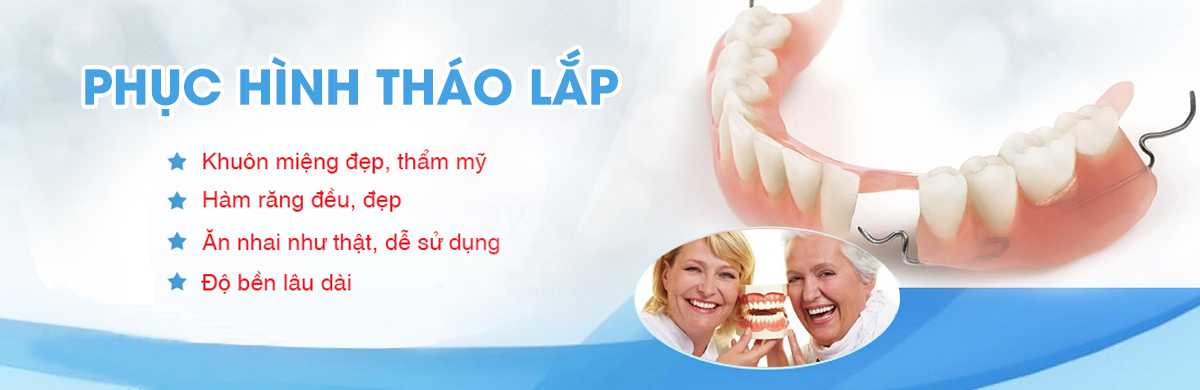 PHỤC HÌNH THÁO LẮP
Khuôn miệng đẹp, thẩm mỹ
Hàm răng đều, đẹp
Ăn nhai như thật, dễ sử dụng
Độ bền lâu dài